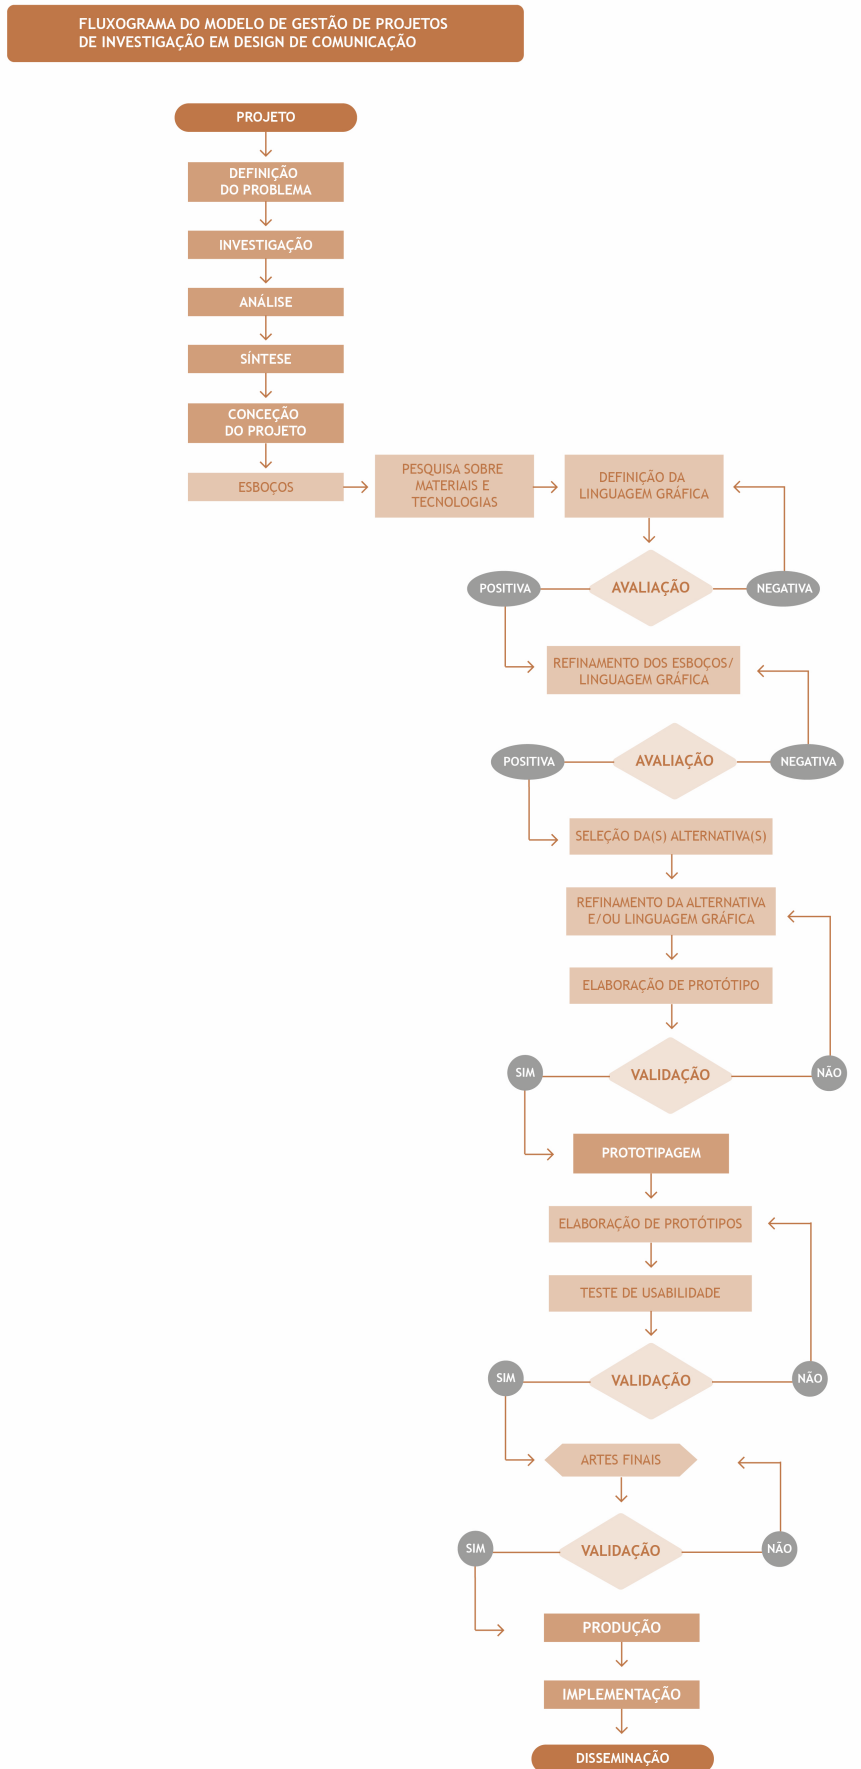 FLUXOGRAMA DO MODELO DE GESTÃO DE PROJETOS
DE INVESTIGAÇÃO EM DESIGN DE COMUNICAÇÃO
PROJETO
DEFINIÇÃO
DO PROBLEMA
INVESTIGAÇÃO
ANÁLISE
SÍNTESE
CONCEÇÃO
DO PROJETO
ESBOÇOS
PESQUISA SOBRE
MATERIAIS E
TECNOLOGIAS
DEFINIÇÃO DA
LINGUAGEM GRÁFICA
POSITIVA
AVALIAÇÃO
NEGATIVA
REFINAMENTO DOS ESBOÇOS/
LINGUAGEM GRÁFICA
POSITIVA
AVALIAÇÃO
NEGATIVA
SELEÇÃO DA(S) ALTERNATIVA(S)
REFINAMENTO DA ALTERNATIVA
E/OU LINGUAGEM GRÁFICA
ELABORAÇÃO DE PROTÓTIPO
SIM
VALIDAÇÃO
NÃO
PROTOTIPAGEM
ELABORAÇÃO DE PROTÓTIPOS
TESTE DE USABILIDADE
SIM
VALIDAÇÃO
NÃO
ARTES FINAIS
SIM
VALIDAÇÃO
NÃO
PRODUÇÃO
IMPLEMENTAÇÃO
DISSEMINAÇÃO